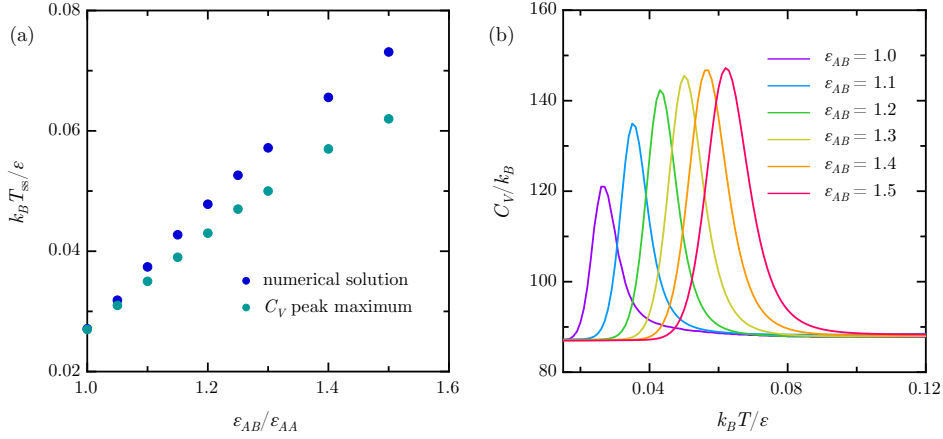 (a)
0.08
0.06
0.04
0.02
k_B T_ss/ε
1.0
1.2
1.4
1.6
ε_AB/ε_AA
numerical solution
C_V peak maximum
(b)
160
140
120
100
80
C_V/k_B
0.04
0.08
0.12
k_B T/ε
ε_AB = 1.0
ε_AB = 1.1
ε_AB = 1.2
ε_AB = 1.3
ε_AB = 1.4
ε_AB = 1.5